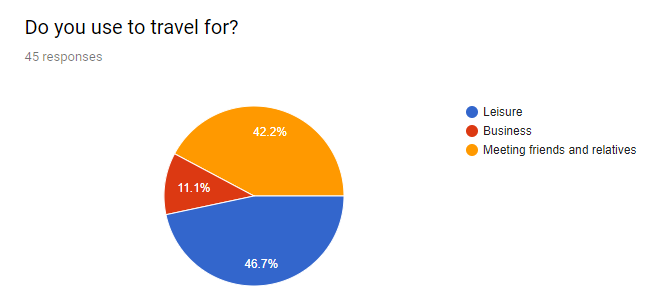 Do you use to travel for?
45 responses
42.2%
11.1%
46.7%
Leisure
Business
Meeting friends and relatives